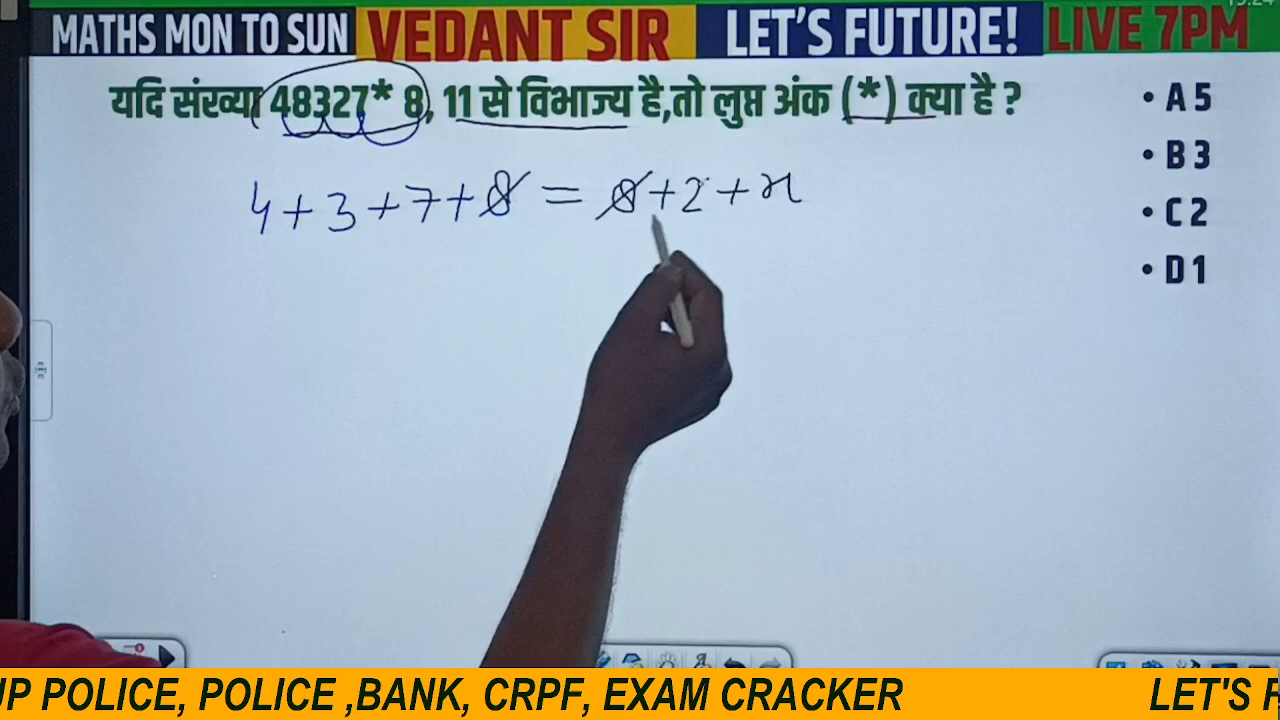 MATHS MON TO SUN VEDANT SIR LET'S FUTURE! LIVE 7PM
यदि संख्या 48327* 8, 11 से विभाज्य है,तो लुप्त अंक (*) क्या है ?
• A 5
• B 3
• C 2
• D 1
4+3+7+8 = 8+2+x
UP POLICE, POLICE ,BANK, CRPF, EXAM CRACKER LET'S